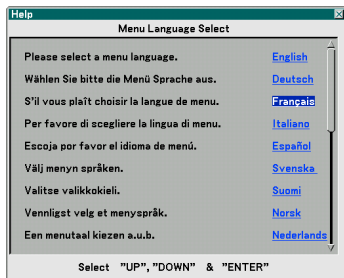 Help
Menu Language Select
Please select a menu language. English
Wählen Sie bitte die Menü Sprache aus. Deutsch
S'il vous plaît choisir la langue de menu. Français
Per favore di scegliere la lingua di menu. Italiano
Escoja por favor el idioma de menú. Español
Välj menyn språken. Svenska
Valitse valikkokieli. Suomi
Vennligst velg et menyspråk. Norsk
Een menutaal kiezen a.u.b. Nederlands
Select "UP", "DOWN" & "ENTER"